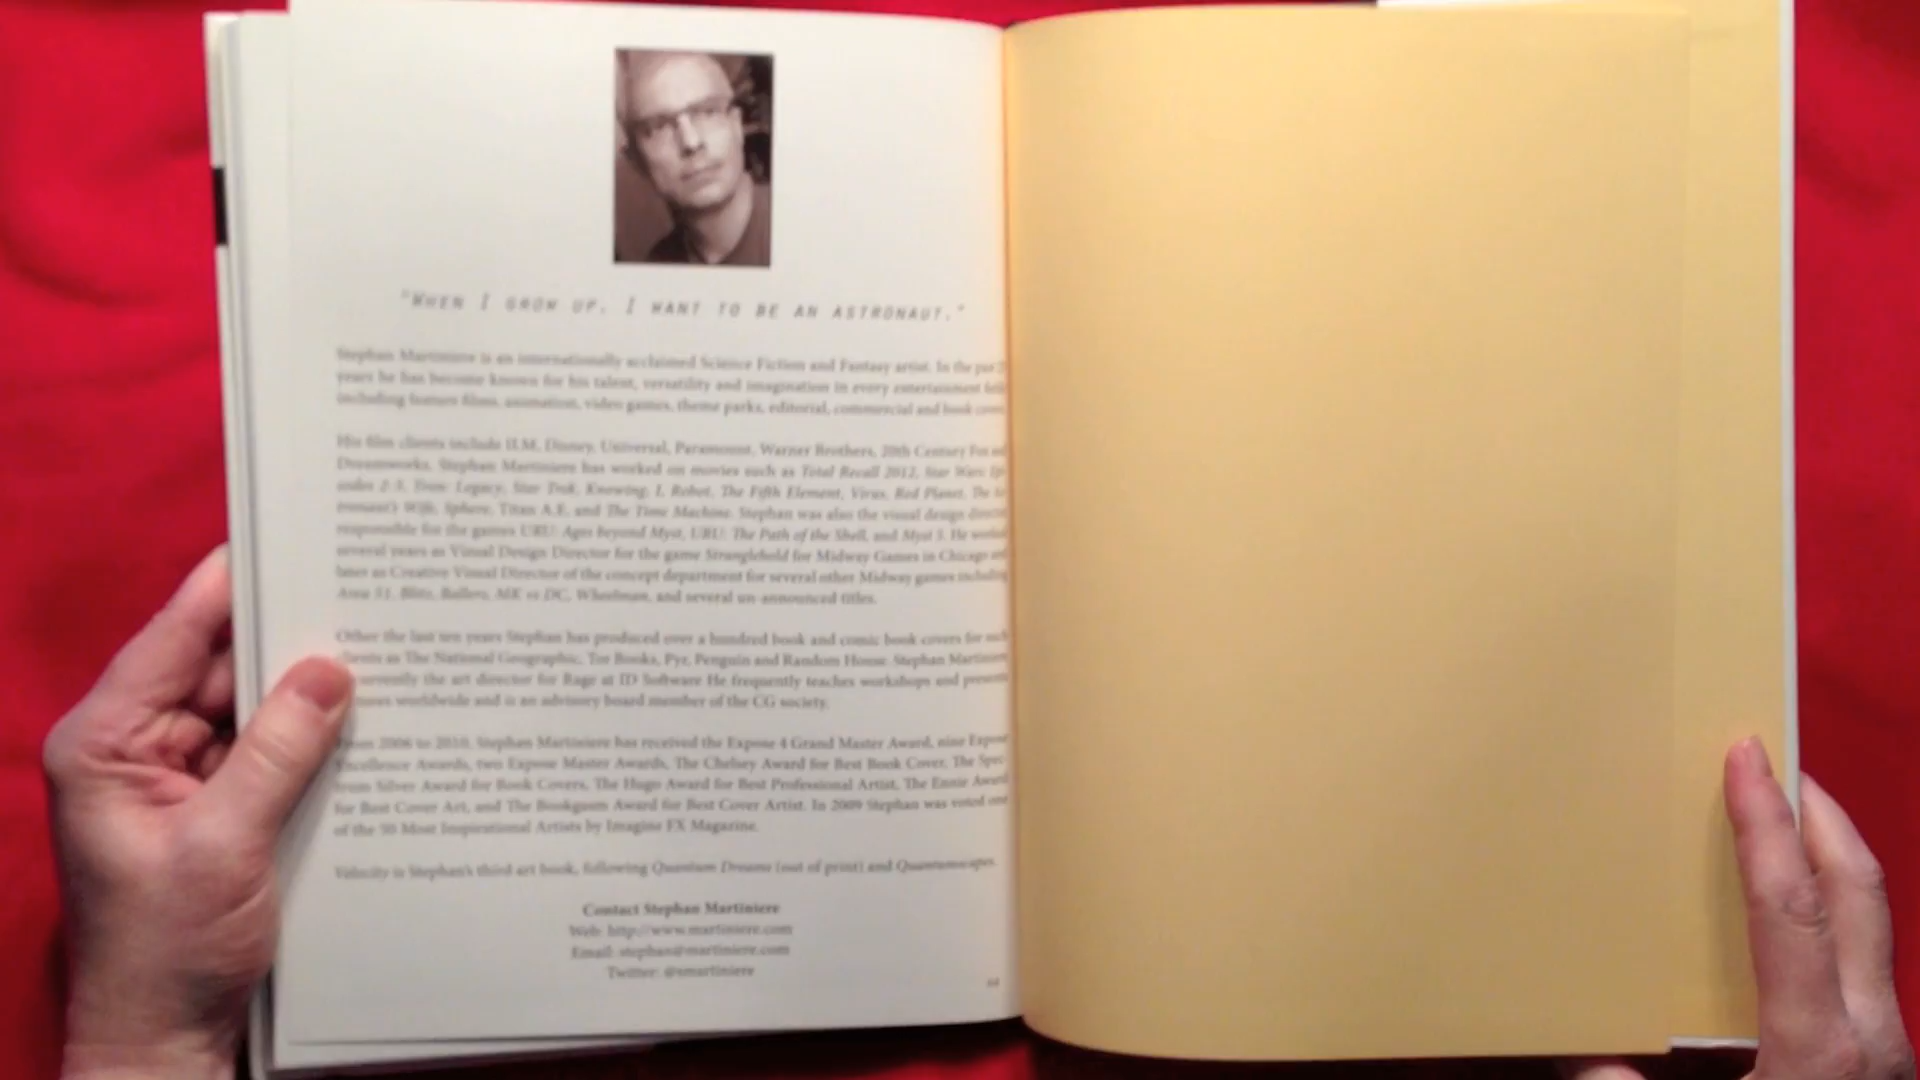 "WHEN I GROW UP, I WANT TO BE AN ASTRONAUT."
Stephan Martiniere is an internationally acclaimed Science Fiction and Fantasy artist. In the
years he has become known for his talent, versatility and imagination in every entertainment
including feature films, animation, video games, theme parks, editorial, commercial and book
His film clients include ILM, Disney, Universal, Paramount, Warner Brothers, 20th Century Fox and
Dreamworks. Stephan Martiniere has worked on movies such as Total Recall 2012, Star Wars: Ep-
isodes 2-3, Tron: Legacy, Star Trek, Knowing, I, Robot, The Fifth Element, Virus, Red Planet, The
Wife, Sphere, Titan A.E. and The Time Machine. Stephan was also the visual design
responsible for the games URU: Ages Beyond Myst, URU: The Path of the Shell, and Myst 5. He worked
several years as Visual Design Director for the game Stranglehold for Midway Games in Chicago and
later as Creative Visual Director of the concept department for several other Midway games including
Area 51, Blitz, Ballers, MK vs DC, Wheelman, and several un-announced titles.
Other the last ten years Stephan has produced over a hundred book and comic book covers for such
clients as The National Geographic, Tor Books, Pyr, Penguin and Random House. Stephan Martiniere
currently the art director for Rage at ID Software He frequently teaches workshops and
worldwide and is an advisory board member of the CG society.
From 2006 to 2010, Stephan Martiniere has received the Expose 4 Grand Master Award, nine Expose
Excellence Awards, two Expose Master Awards, The Chelsey Award for Best Book Cover, The Spec-
trum Silver Award for Book Covers, The Hugo Award for Best Professional Artist, The Ennie Award
for Best Cover Art, and The Bookgasm Award for Best Cover Artist. In 2009 Stephan was voted one
of the 50 Most Inspirational Artists by Imagine FX Magazine.
Velocity is Stephan's third art book, following Quantum Dreams (out of print) and Quantumscapes.
Contact Stephan Martiniere
Web: http://www.martiniere.com
Email: stephan@martiniere.com
Twitter: @smartiniere